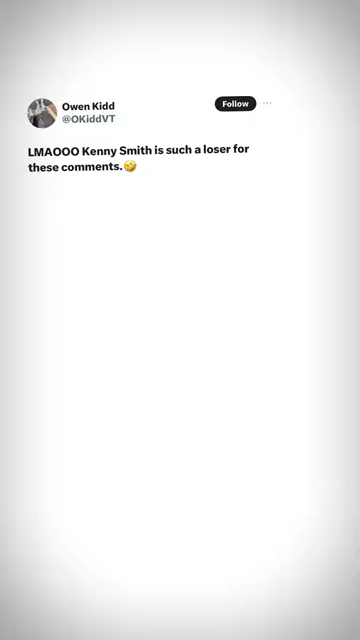 Owen Kidd
Follow
@OKiddVT
LMAOOO Kenny Smith is such a loser for
these comments.🤣